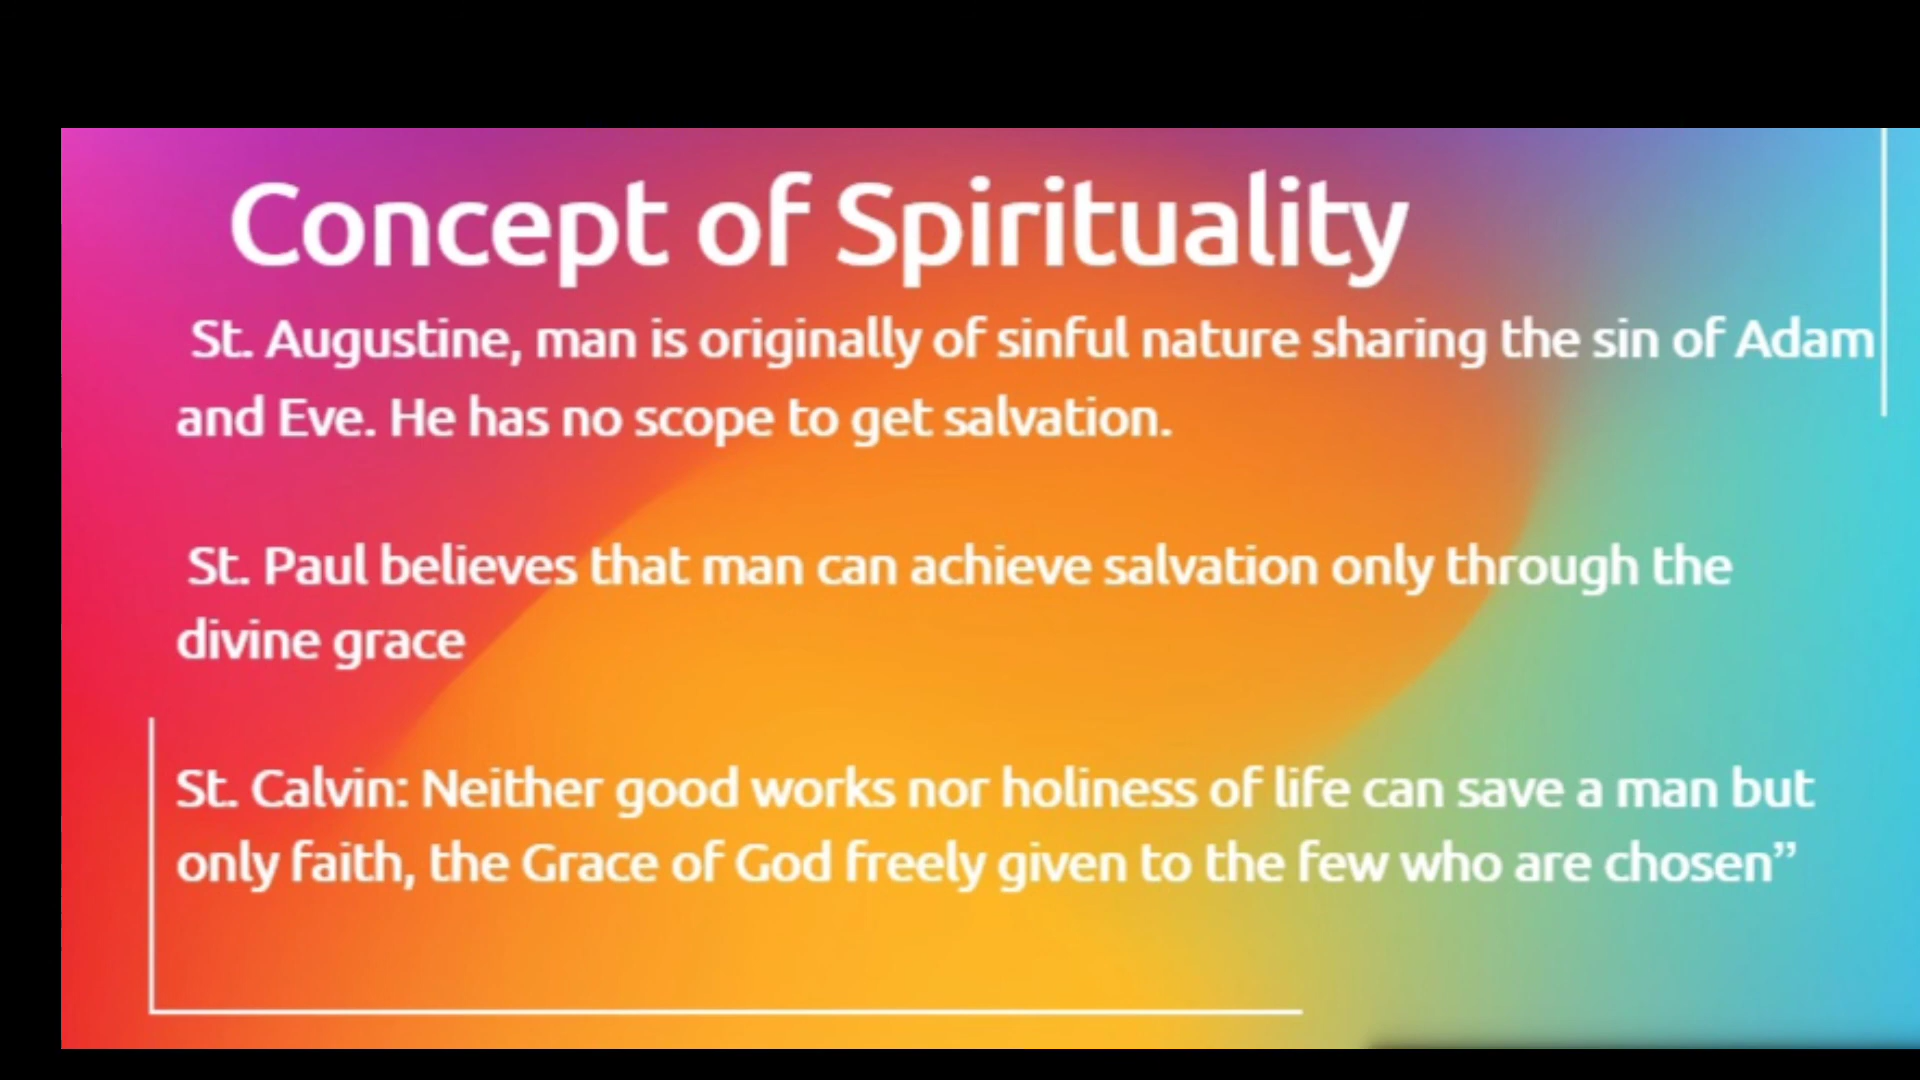 Concept of Spirituality
St. Augustine, man is originally of sinful nature sharing the sin of Adam
and Eve. He has no scope to get salvation.
St. Paul believes that man can achieve salvation only through the
divine grace
St. Calvin: Neither good works nor holiness of life can save a man but
only faith, the Grace of God freely given to the few who are chosen”